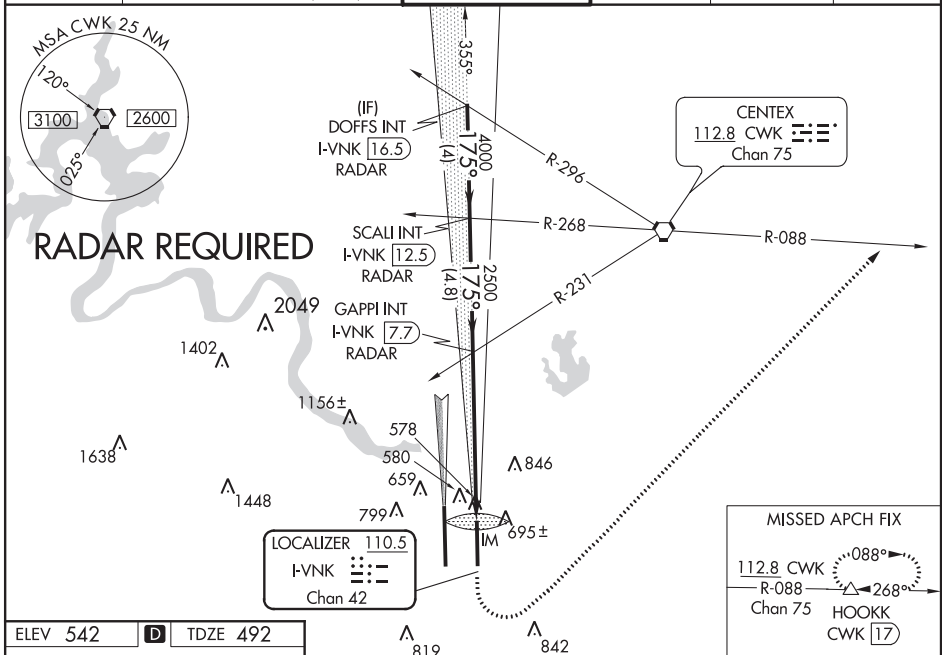 MSA CWK 25 NM
120°
3100
2600
025°
RADAR REQUIRED
355°
(IF)
DOFFS INT
I-VNK 16.5
RADAR
4000
175°
(4)
SCALI INT
I-VNK 12.5
RADAR
2500
175°
(4.8)
GAPPI INT
I-VNK 7.7
RADAR
R-296
R-268
R-231
R-088
CENTEX
112.8 CWK
Chan 75
2049
1402
1156±
1638
1448
578
580
659
799
846
695±
IM
LOCALIZER 110.5
I-VNK
Chan 42
819
842
MISSED APCH FIX
088°
112.8 CWK
R-088
268°
Chan 75
HOOKK
CWK 17
ELEV 542
D
TDZE 492